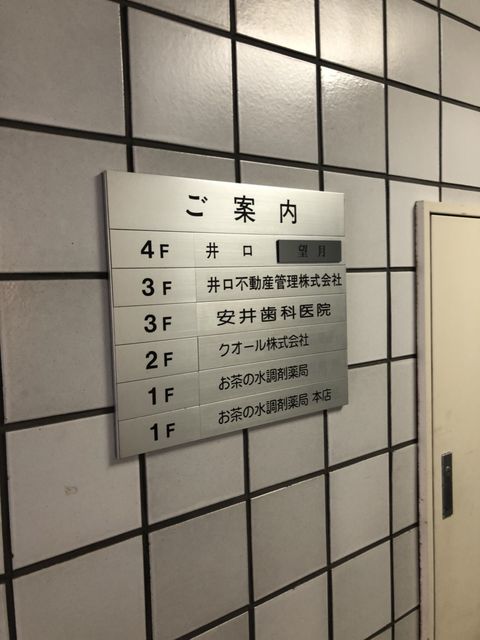 ご案内
4F 井口 望月
3F 井口不動産管理株式会社
3F 安井歯科医院
2F クオール株式会社
1F お茶の水調剤薬局
1F お茶の水調剤薬局 本店